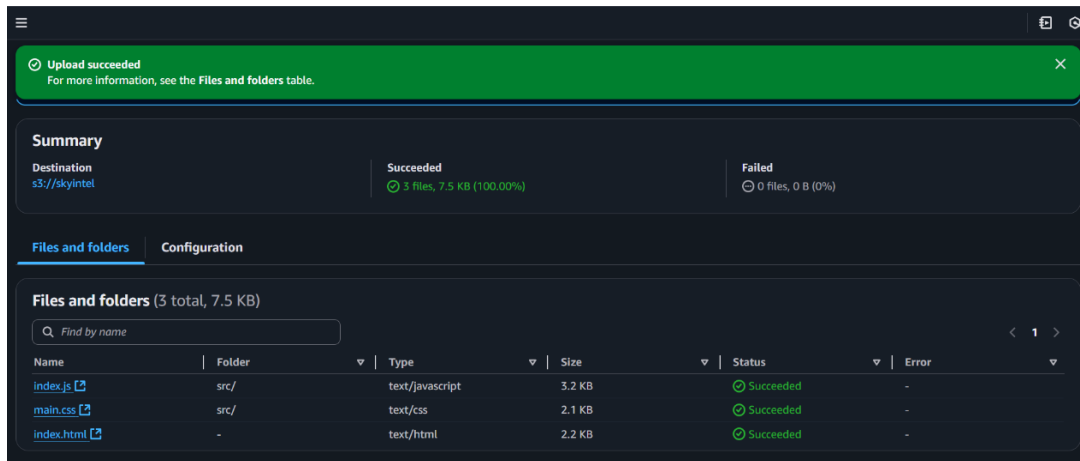 Upload succeeded
For more information, see the Files and folders table.
Summary
Destination
s3://skyintel
Succeeded
3 files, 7.5 KB (100.00%)
Failed
0 files, 0 B (0%)
Files and folders
Configuration
Files and folders (3 total, 7.5 KB)
Find by name
1
Name Folder Type Size Status Error
index.js src/ text/javascript 3.2 KB Succeeded -
main.css src/ text/css 2.1 KB Succeeded -
index.html - text/html 2.2 KB Succeeded -